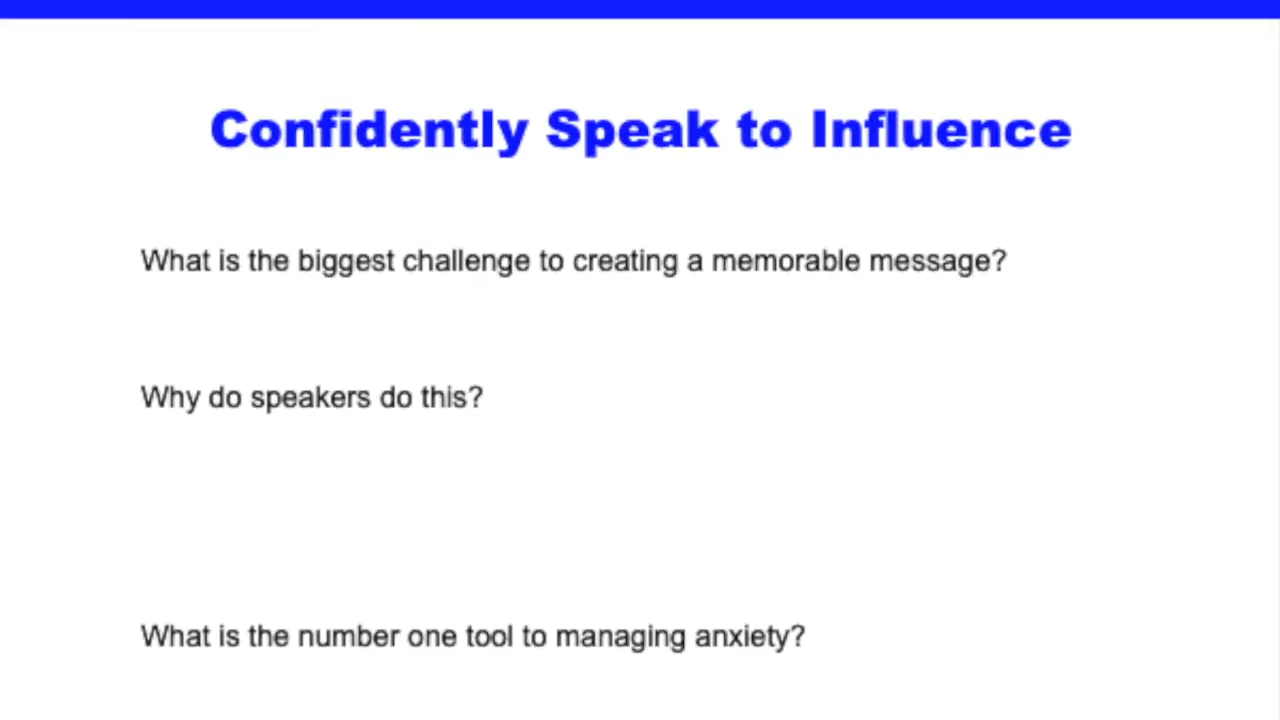 Confidently Speak to Influence
What is the biggest challenge to creating a memorable message?
Why do speakers do this?
What is the number one tool to managing anxiety?